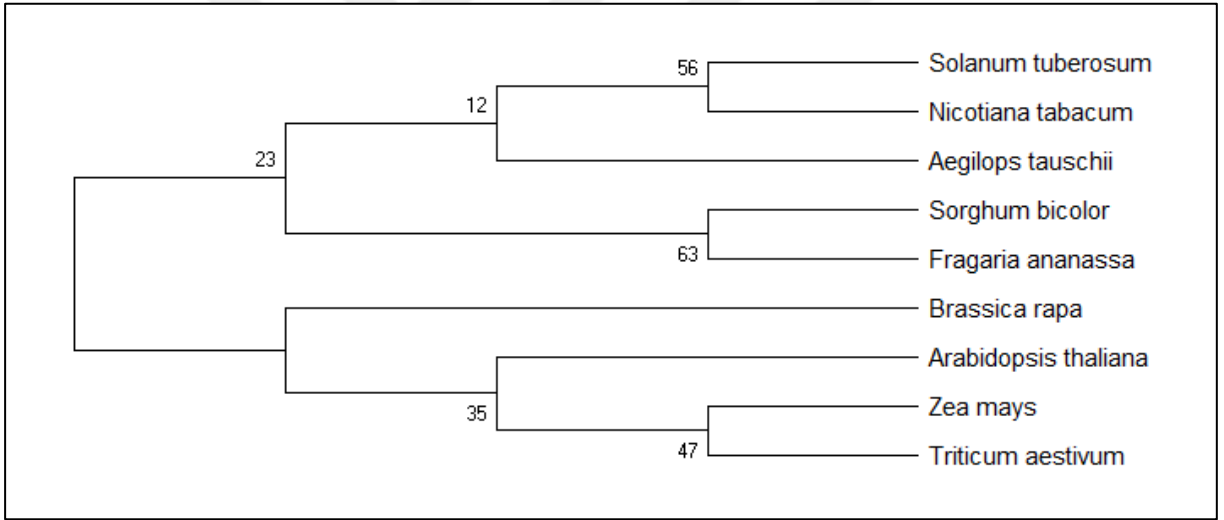 56
Solanum tuberosum
12
Nicotiana tabacum
23
Aegilops tauschii
Sorghum bicolor
63
Fragaria ananassa
Brassica rapa
Arabidopsis thaliana
35
Zea mays
47
Triticum aestivum